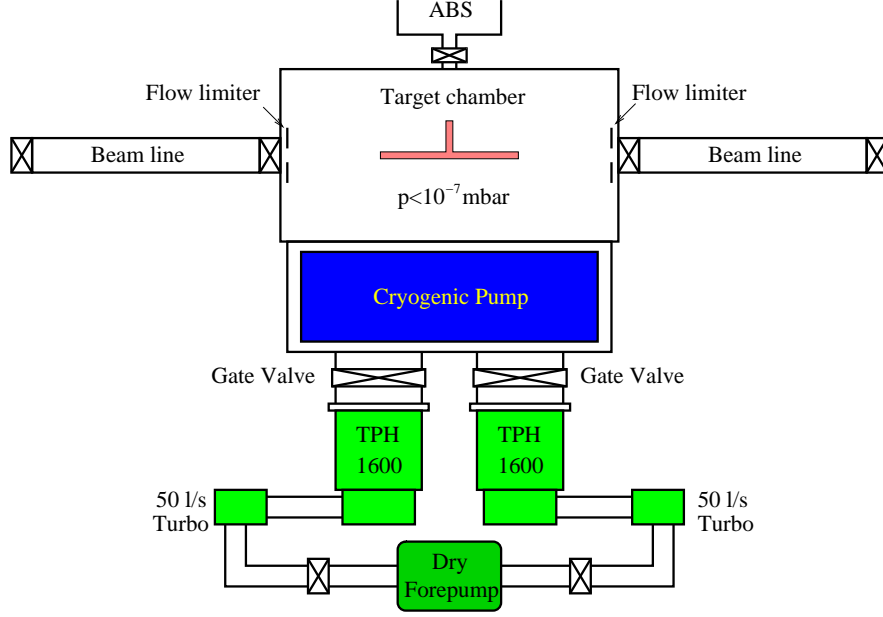 ABS
Flow limiter
Target chamber
Flow limiter
Beam line
Beam line
p<10⁻⁷mbar
Cryogenic Pump
Gate Valve
Gate Valve
TPH
1600
TPH
1600
50 l/s
Turbo
50 l/s
Turbo
Dry
Forepump